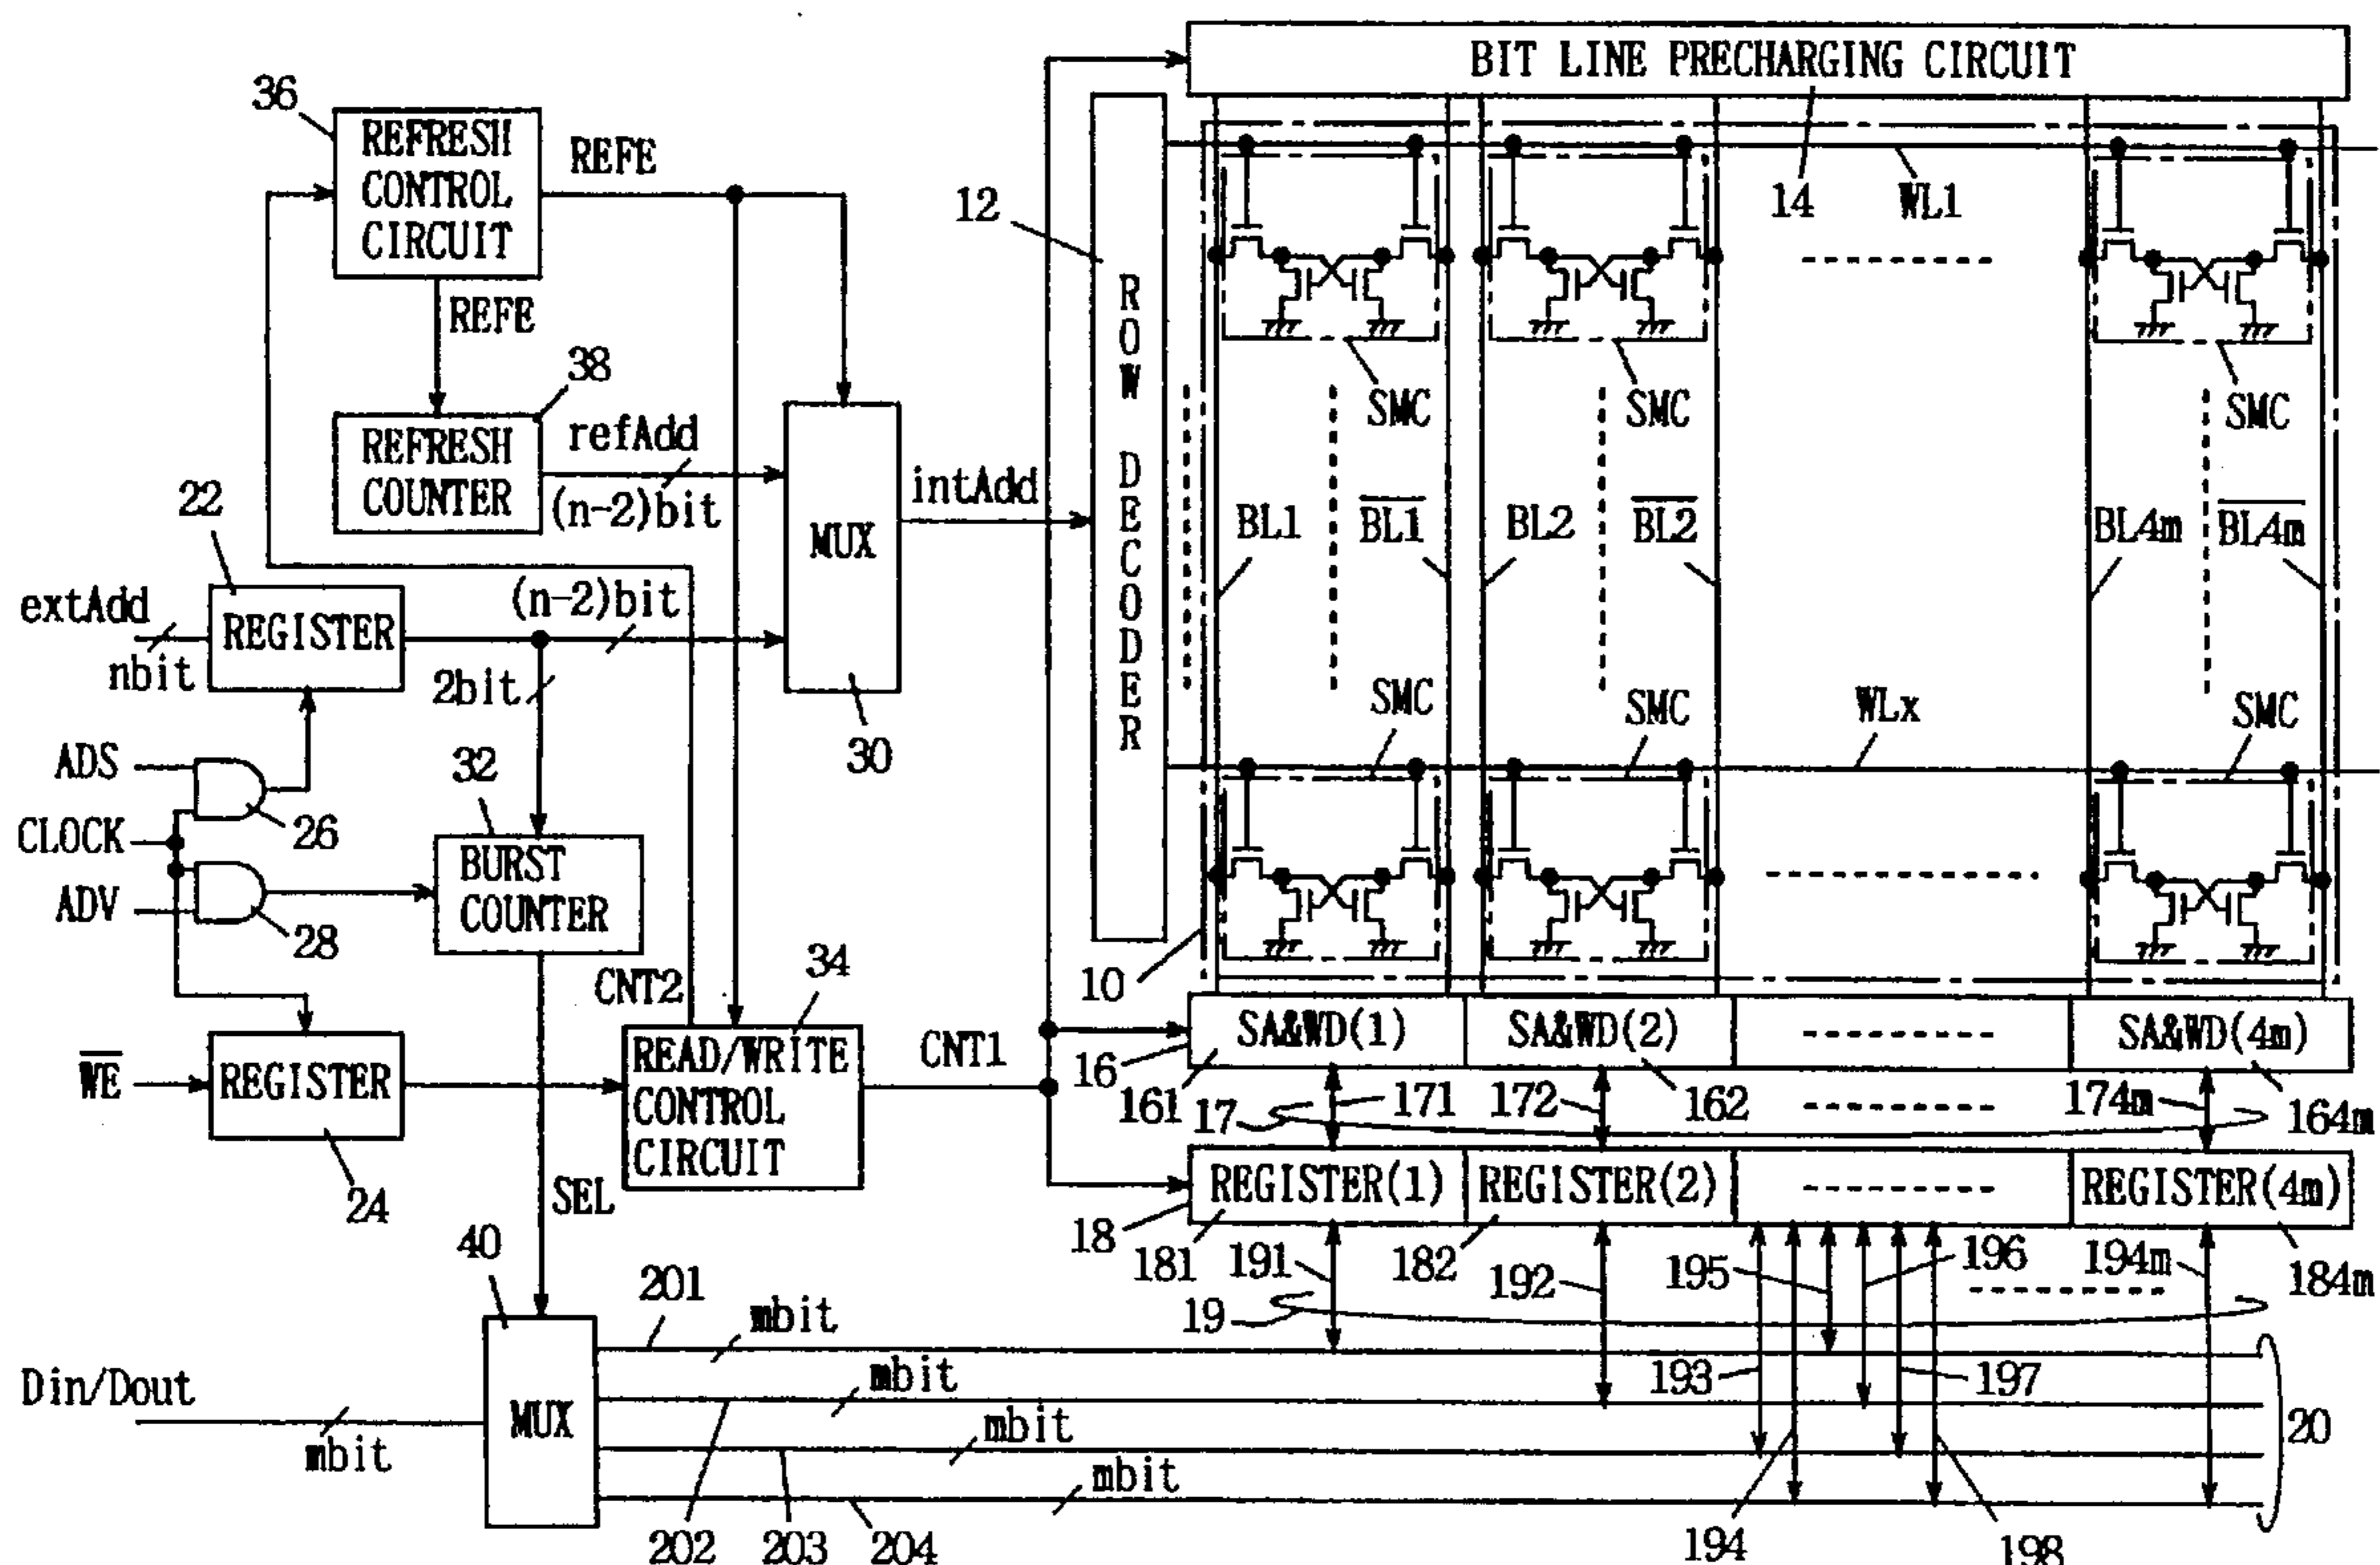 BIT LINE PRECHARGING CIRCUIT
14
36
REFRESH
CONTROL
CIRCUIT
REFE
REFE
38
REFRESH
COUNTER
refAdd
(n-2)bit
MUX
30
intAdd
12
ROW DECODER
WL1
SMC
SMC
SMC
BL1
B̅L̅1̅
BL2
B̅L̅2̅
BL4m
B̅L̅4̅m̅
SMC
SMC
WLx
SMC
10
22
extAdd
nbit
REGISTER
(n-2)bit
2bit
ADS
26
CLOCK
ADV
28
32
BURST
COUNTER
CNT2
34
W̅E̅
REGISTER
24
READ/WRITE
CONTROL
CIRCUIT
CNT1
SEL
16
SA&WD(1)
SA&WD(2)
SA&WD(4m)
161
17
171
172
162
174m
164m
REGISTER(1)
REGISTER(2)
REGISTER(4m)
18
181
191
182
192
195
196
194m
184m
19
193
197
40
201
mbit
Din/Dout
mbit
MUX
mbit
mbit
mbit
20
202
203
204
194
198